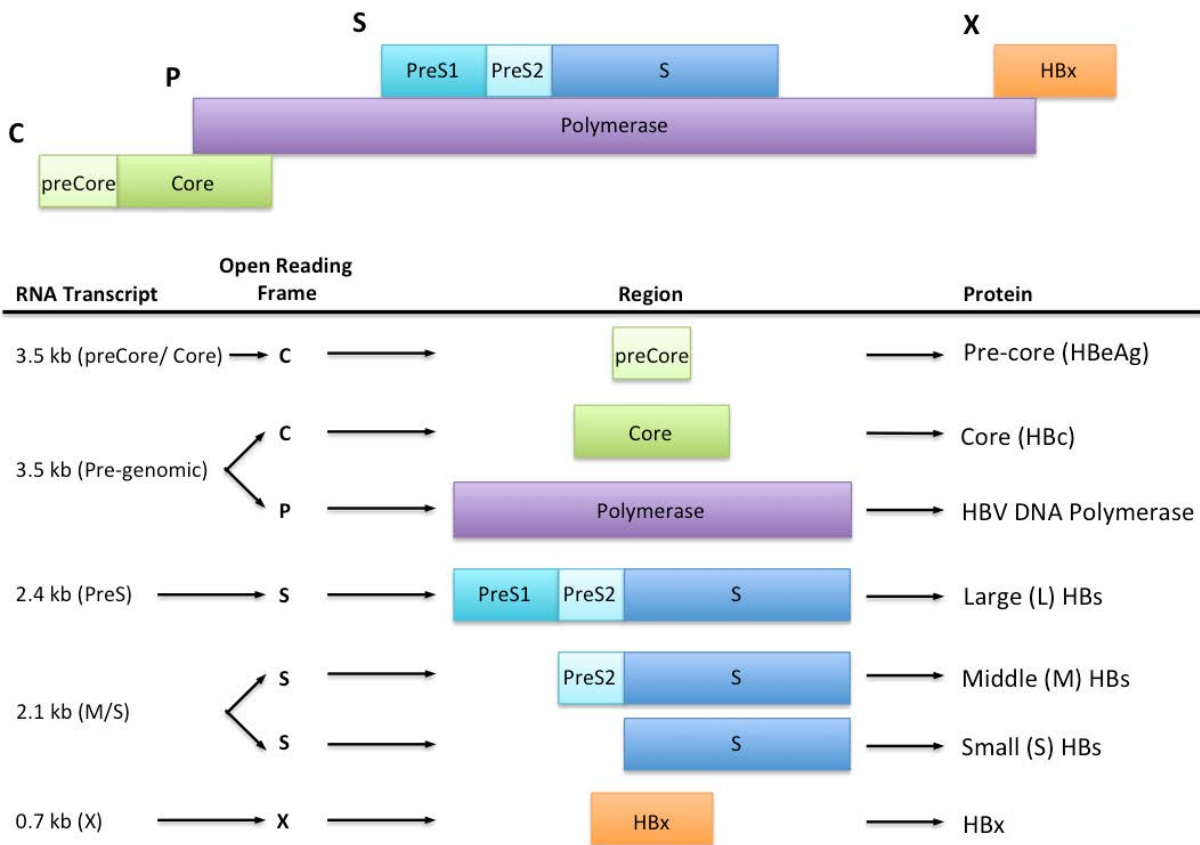 S
X
PreS1 PreS2 S
HBx
P
Polymerase
C
preCore Core
RNA Transcript Open Reading Frame Region Protein
3.5 kb (preCore/ Core) C preCore Pre-core (HBeAg)
C Core Core (HBc)
3.5 kb (Pre-genomic)
P Polymerase HBV DNA Polymerase
2.4 kb (PreS) S PreS1 PreS2 S Large (L) HBs
S PreS2 S Middle (M) HBs
2.1 kb (M/S)
S S Small (S) HBs
0.7 kb (X) X HBx HBx